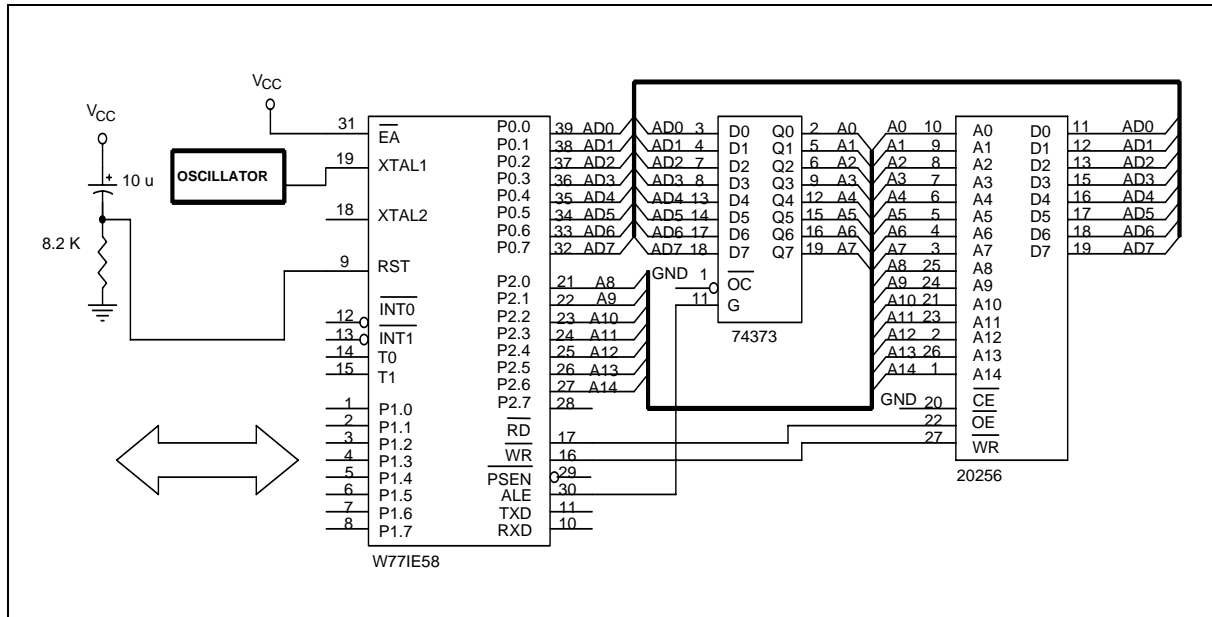 VCC
10 u
8.2 K
OSCILLATOR
VCC
31 EA
19 XTAL1
18 XTAL2
9 RST
12 INT0
13 INT1
14 T0
15 T1
1 P1.0
2 P1.1
3 P1.2
4 P1.3
5 P1.4
6 P1.5
7 P1.6
8 P1.7
P0.0 39 AD0
P0.1 38 AD1
P0.2 37 AD2
P0.3 36 AD3
P0.4 35 AD4
P0.5 34 AD5
P0.6 33 AD6
P0.7 32 AD7
P2.0 21 A8
P2.1 22 A9
P2.2 23 A10
P2.3 24 A11
P2.4 25 A12
P2.5 26 A13
P2.6 27 A14
P2.7 28
RD 17
WR 16
PSEN 29
ALE 30
TXD 11
RXD 10
W77IE58
AD0 3 D0 Q0 2 A0
AD1 4 D1 Q1 5 A1
AD2 7 D2 Q2 6 A2
AD3 8 D3 Q3 9 A3
AD4 13 D4 Q4 12 A4
AD5 14 D5 Q5 15 A5
AD6 17 D6 Q6 16 A6
AD7 18 D7 Q7 19 A7
GND 1 OC
11 G
74373
A0 10 A0 D0 11 AD0
A1 9 A1 D1 12 AD1
A2 8 A2 D2 13 AD2
A3 7 A3 D3 15 AD3
A4 6 A4 D4 16 AD4
A5 5 A5 D5 17 AD5
A6 4 A6 D6 18 AD6
A7 3 A7 D7 19 AD7
A8 25 A8
A9 24 A9
A10 21 A10
A11 23 A11
A12 2 A12
A13 26 A13
A14 1 A14
GND 20 CE
22 OE
27 WR
20256